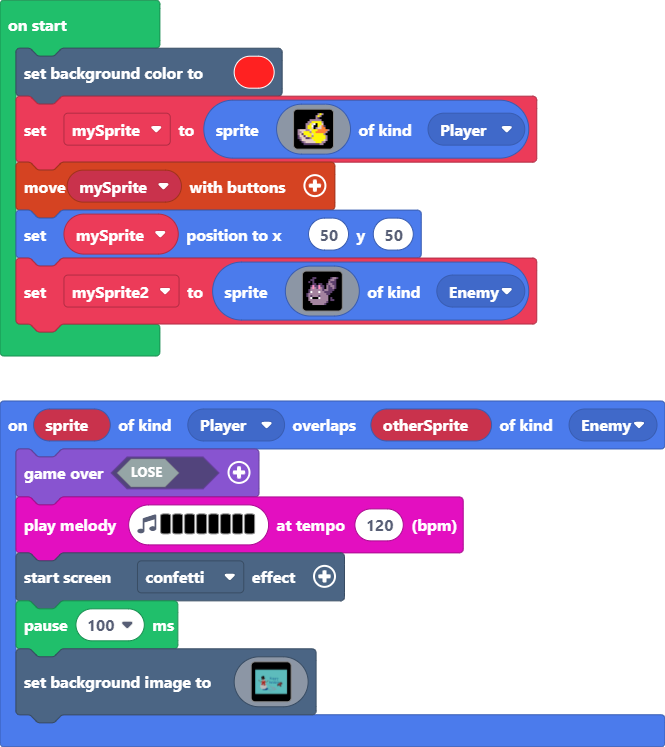 on start
set background color to
set mySprite to sprite of kind Player
move mySprite with buttons
set mySprite position to x 50 y 50
set mySprite2 to sprite of kind Enemy
on sprite of kind Player overlaps otherSprite of kind Enemy
game over LOSE
play melody at tempo 120 (bpm)
start screen confetti effect
pause 100 ms
set background image to